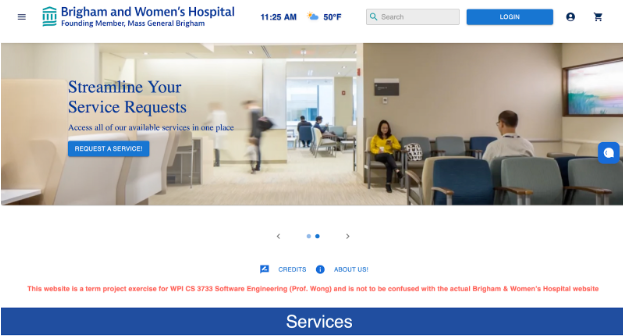 Brigham and Women's Hospital
Founding Member, Mass General Brigham
11:25 AM
50°F
Search
LOGIN
Streamline Your
Service Requests
Access all of our available services in one place
REQUEST A SERVICE!
CREDITS
ABOUT US!
This website is a term project exercise for WPI CS 3733 Software Engineering (Prof. Wong) and is not to be confused with the actual Brigham & Women's Hospital website
Services